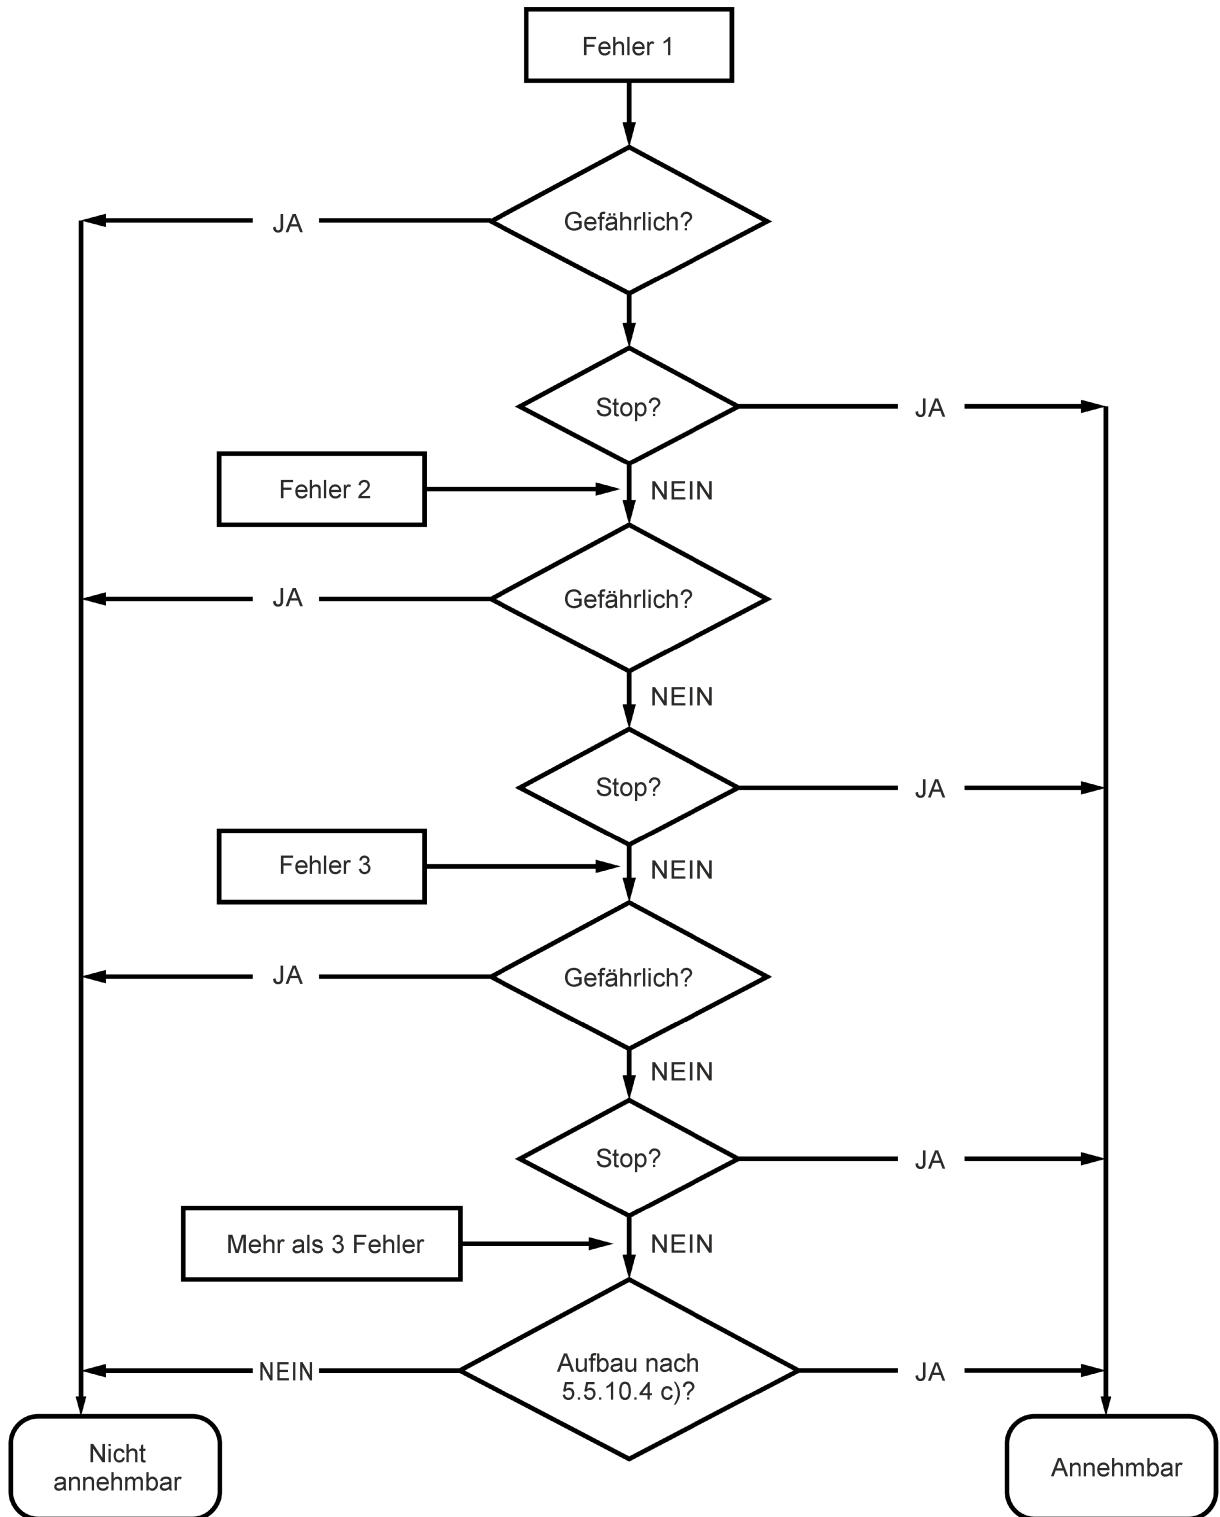 Fehler 1
Gefährlich?
JA
Stop?
JA
Fehler 2
NEIN
JA
Gefährlich?
NEIN
Stop?
JA
Fehler 3
NEIN
JA
Gefährlich?
NEIN
Stop?
JA
Mehr als 3 Fehler
NEIN
NEIN
Aufbau nach
5.5.10.4 c)?
JA
Nicht
annehmbar
Annehmbar